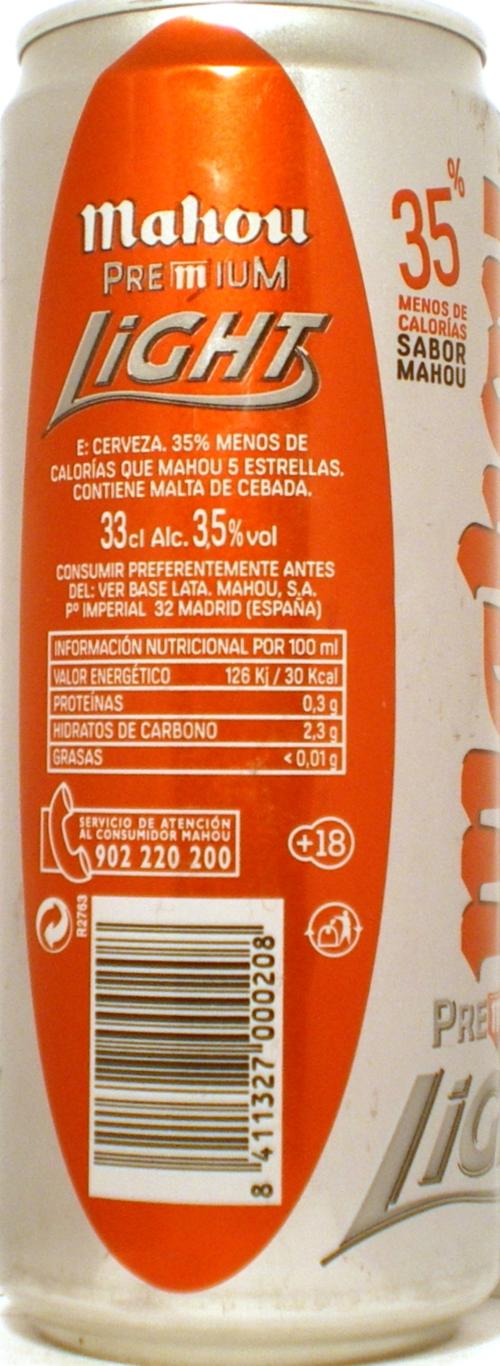 Mahou
PREMIUM
LiGHT
E: CERVEZA. 35% MENOS DE
CALORÍAS QUE MAHOU 5 ESTRELLAS.
CONTIENE MALTA DE CEBADA.
33cl Alc. 3,5%vol
CONSUMIR PREFERENTEMENTE ANTES
DEL: VER BASE LATA. MAHOU, S.A.
Pº IMPERIAL 32 MADRID (ESPAÑA)
INFORMACIÓN NUTRICIONAL POR 100 ml
VALOR ENERGÉTICO 126 Kj / 30 Kcal
PROTEÍNAS 0,3 g
HIDRATOS DE CARBONO 2,3 g
GRASAS < 0,01 g
SERVICIO DE ATENCIÓN
AL CONSUMIDOR MAHOU
902 220 200
+18
R2763
8 411327 000208
35%
MENOS DE
CALORÍAS
SABOR
MAHOU